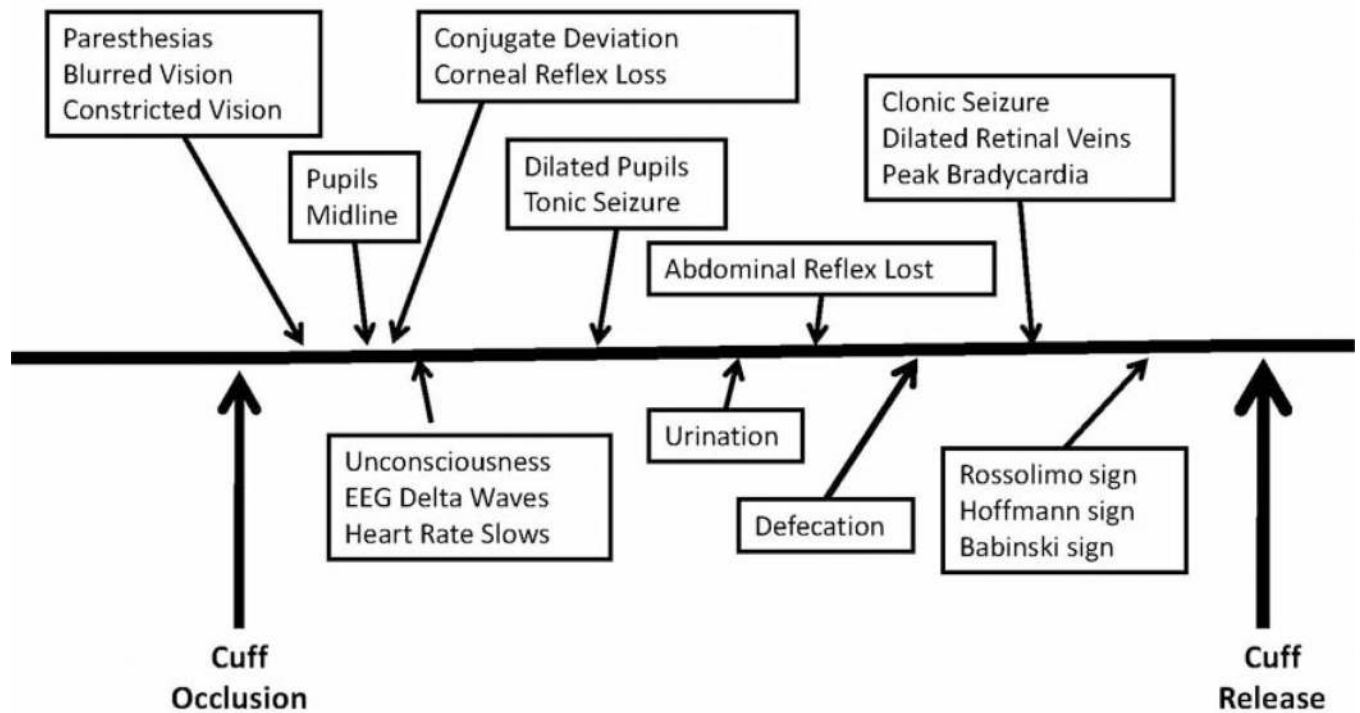 Paresthesias
Blurred Vision
Constricted Vision
Conjugate Deviation
Corneal Reflex Loss
Pupils
Midline
Dilated Pupils
Tonic Seizure
Clonic Seizure
Dilated Retinal Veins
Peak Bradycardia
Abdominal Reflex Lost
Unconsciousness
EEG Delta Waves
Heart Rate Slows
Urination
Defecation
Rossolimo sign
Hoffmann sign
Babinski sign
Cuff
Occlusion
Cuff
Release